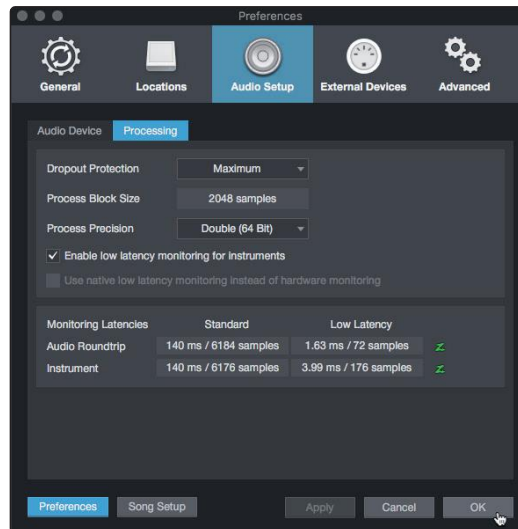 Preferences
General Locations Audio Setup External Devices Advanced
Audio Device Processing
Dropout Protection Maximum
Process Block Size 2048 samples
Process Precision Double (64 Bit)
Enable low latency monitoring for instruments
Use native low latency monitoring instead of hardware monitoring
Monitoring Latencies Standard Low Latency
Audio Roundtrip 140 ms / 6184 samples 1.63 ms / 72 samples Z
Instrument 140 ms / 6176 samples 3.99 ms / 176 samples Z
Preferences Song Setup Apply Cancel OK